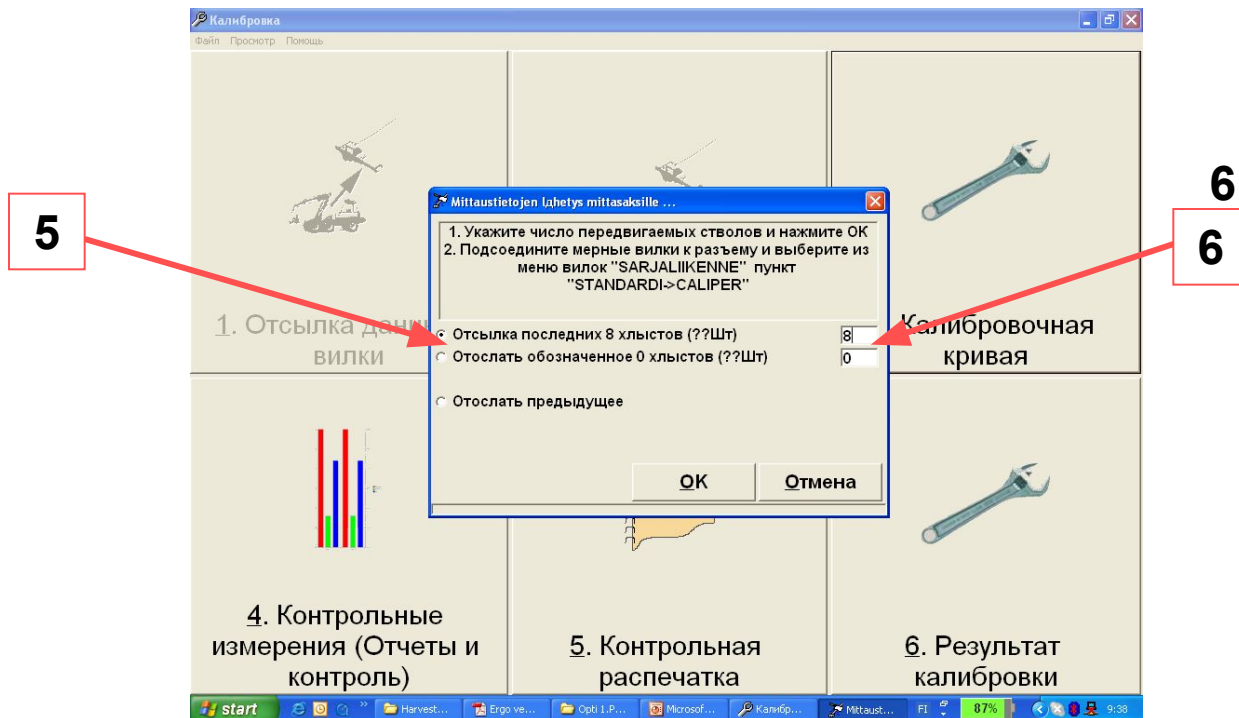 Калибровка
Файл Просмотр Помощь
6
5
6
Mittaustietojen Iдhetys mittasaksille ...
1. Укажите число передвигаемых стволов и нажмите OK
2. Подсоедините мерные вилки к разъему и выберите из
меню вилок "SARJALIIKENNE" пункт
"STANDARDI->CALIPER"
Отсылка последних 8 хлыстов (??Шт) 8
Отослать обозначенное 0 хлыстов (??Шт) 0
Отослать предыдущее
OK Отмена
1. Отсылка
вилки
Калибровочная
кривая
4. Контрольные
измерения (Отчеты и
контроль)
5. Контрольная
распечатка
6. Результат
калибровки
start Harvest... Ergo ve... Opti 1.P... Microsof... Калибр... Mittaust... FI 87% 9:38